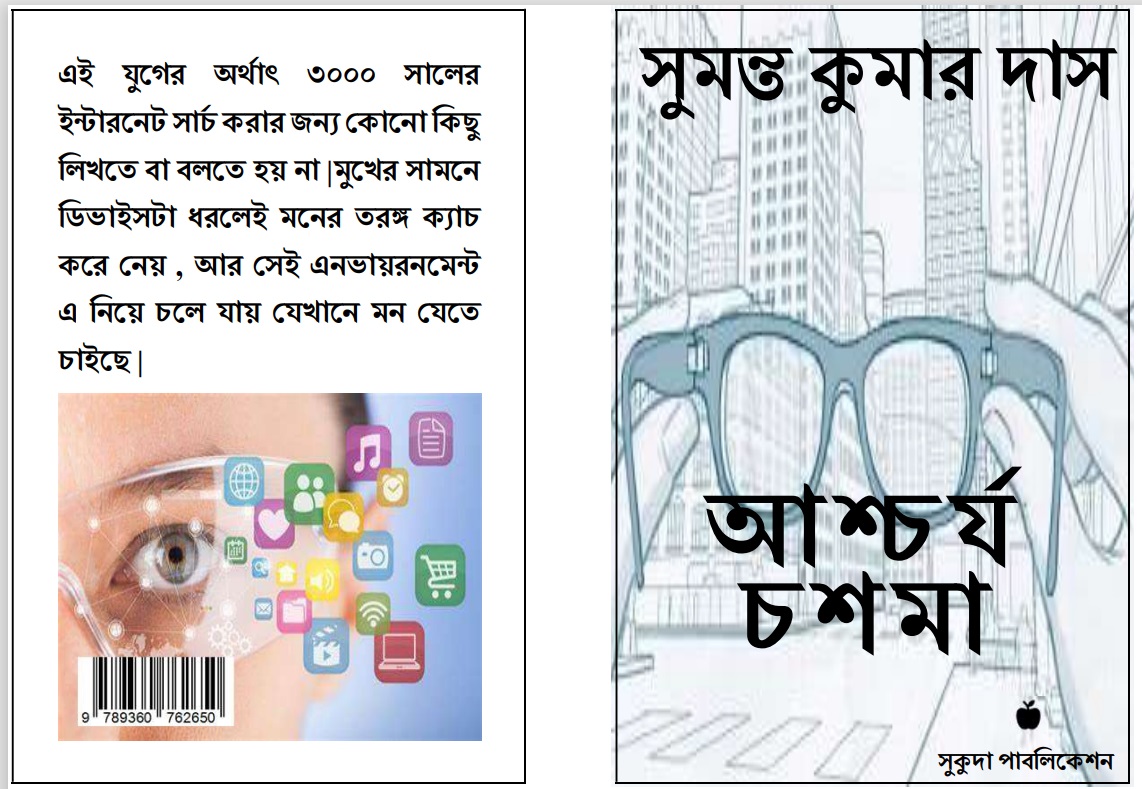 এই যুগের অর্থাৎ ৩০০০ সালের
ইন্টারনেট সার্চ করার জন্য কোনো কিছু
লিখতে বা বলতে হয় না |মুখের সামনে
ডিভাইসটা ধরলেই মনের তরঙ্গ ক্যাচ
করে নেয় , আর সেই এনভায়রনমেন্ট
এ নিয়ে চলে যায় যেখানে মন যেতে
চাইছে |
9 789360 762650
সুমন্ত কুমার দাস
আশ্চর্য
চশমা
সুকুদা পাবলিকেশন